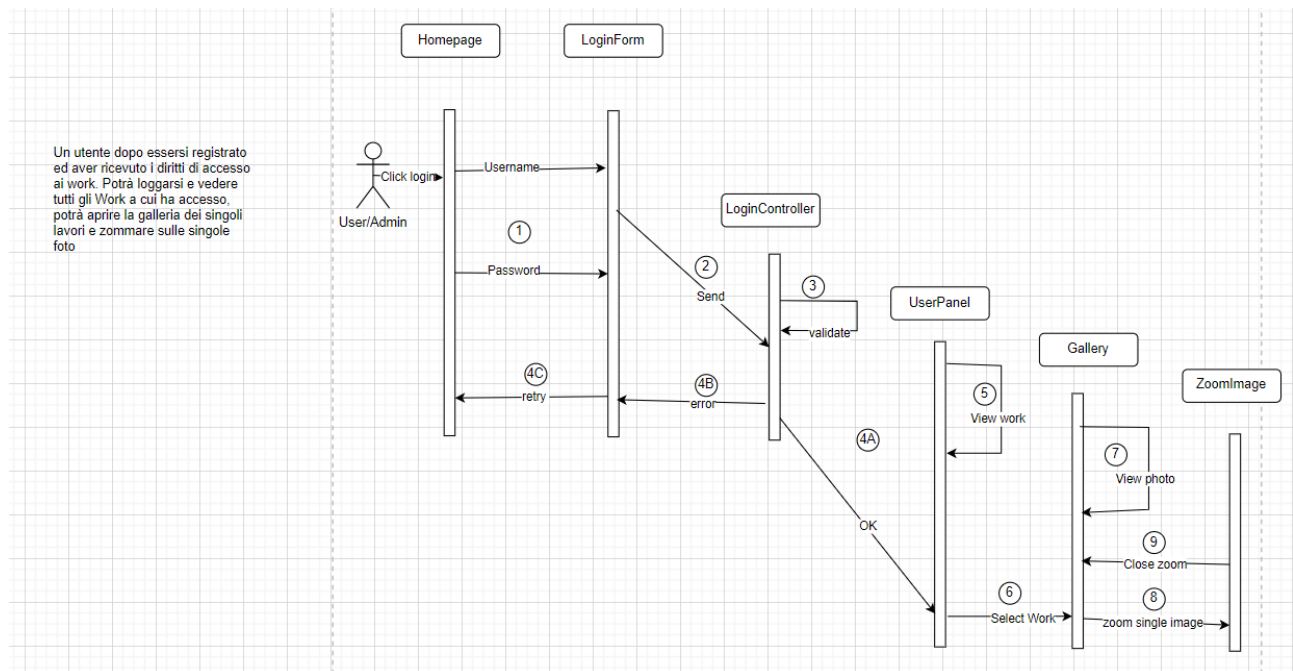 Homepage
LoginForm
Un utente dopo essersi registrato
ed aver ricevuto i diritti di accesso
ai work. Potrà loggarsi e vedere
tutti gli Work a cui ha accesso,
potrà aprire la galleria dei singoli
lavori e zommare sulle singole
foto
Click login
User/Admin
Username
1
Password
LoginController
2
Send
3
validate
4C
retry
4B
error
4A
OK
UserPanel
5
View work
Gallery
7
View photo
ZoomImage
9
Close zoom
6
Select Work
8
zoom single image